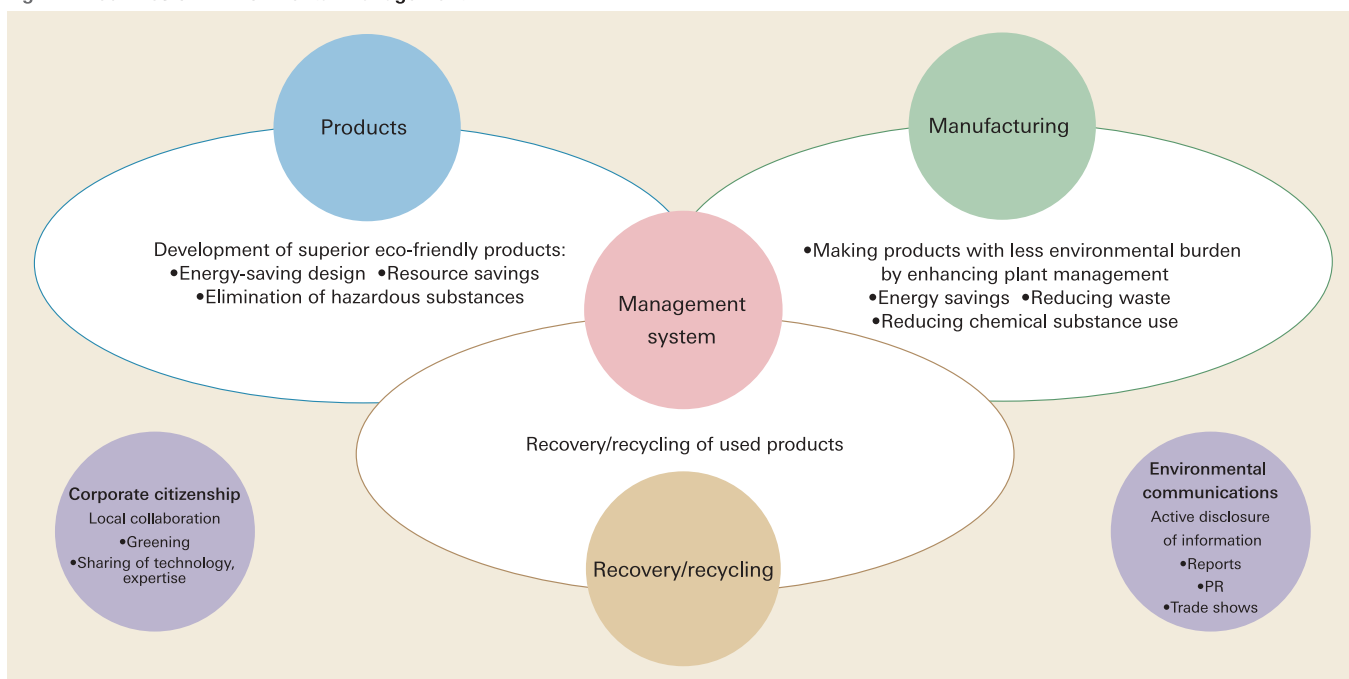 Products
Development of superior eco-friendly products:
•Energy-saving design •Resource savings
•Elimination of hazardous substances
Manufacturing
•Making products with less environmental burden
by enhancing plant management
•Energy savings •Reducing waste
•Reducing chemical substance use
Management
system
Recovery/recycling of used products
Recovery/recycling
Corporate citizenship
Local collaboration
•Greening
•Sharing of technology,
expertise
Environmental
communications
Active disclosure
of information
•Reports
•PR
•Trade shows